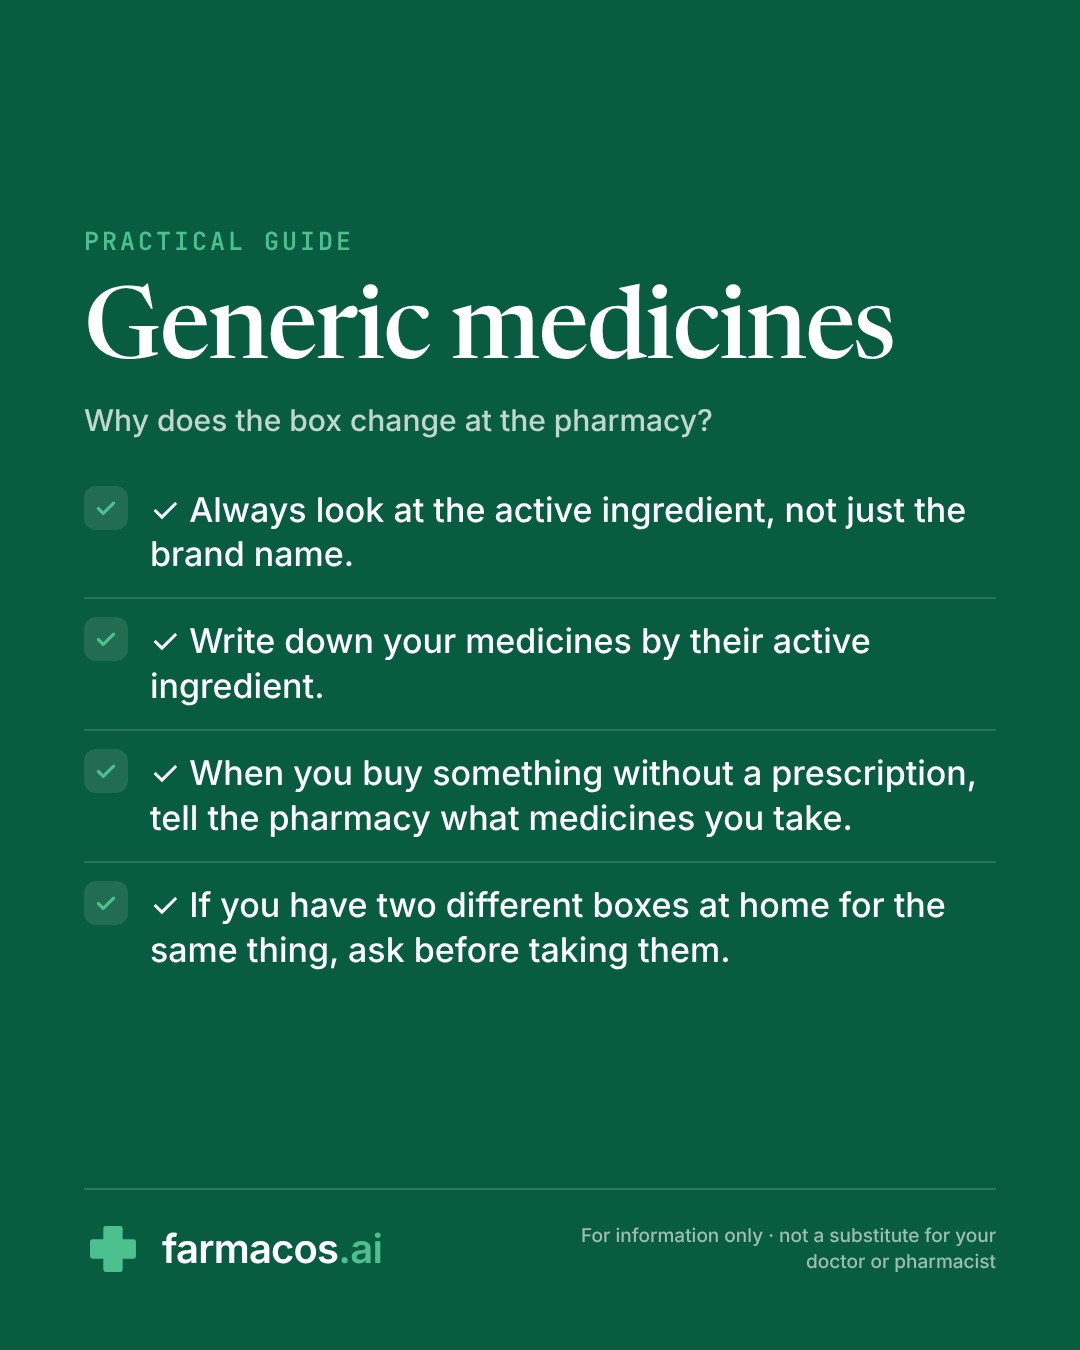 PRACTICAL GUIDE
Generic medicines
Why does the box change at the pharmacy?
✓ Always look at the active ingredient, not just the
brand name.
✓ Write down your medicines by their active
ingredient.
✓ When you buy something without a prescription,
tell the pharmacy what medicines you take.
✓ If you have two different boxes at home for the
same thing, ask before taking them.
farmacos.ai
For information only · not a substitute for your
doctor or pharmacist